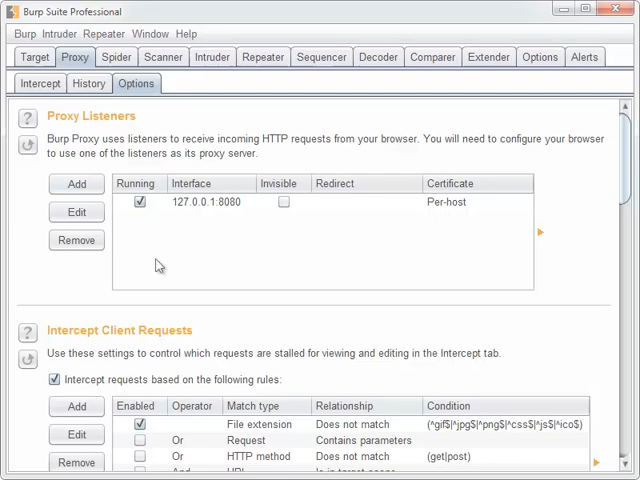 Burp Suite Professional
Burp Intruder Repeater Window Help
Target Proxy Spider Scanner Intruder Repeater Sequencer Decoder Comparer Extender Options Alerts
Intercept History Options
? Proxy Listeners
Burp Proxy uses listeners to receive incoming HTTP requests from your browser. You will need to configure your browser
to use one of the listeners as its proxy server.
Add Running Interface Invisible Redirect Certificate
127.0.0.1:8080 Per-host
Edit
Remove
? Intercept Client Requests
Use these settings to control which requests are stalled for viewing and editing in the Intercept tab.
Intercept requests based on the following rules:
Add Enabled Operator Match type Relationship Condition
File extension Does not match (^gif$|^jpg$|^png$|^css$|^js$|^ico$)
Edit Or Request Contains parameters
Or HTTP method Does not match (get|post)
Remove And URL Is in target scope